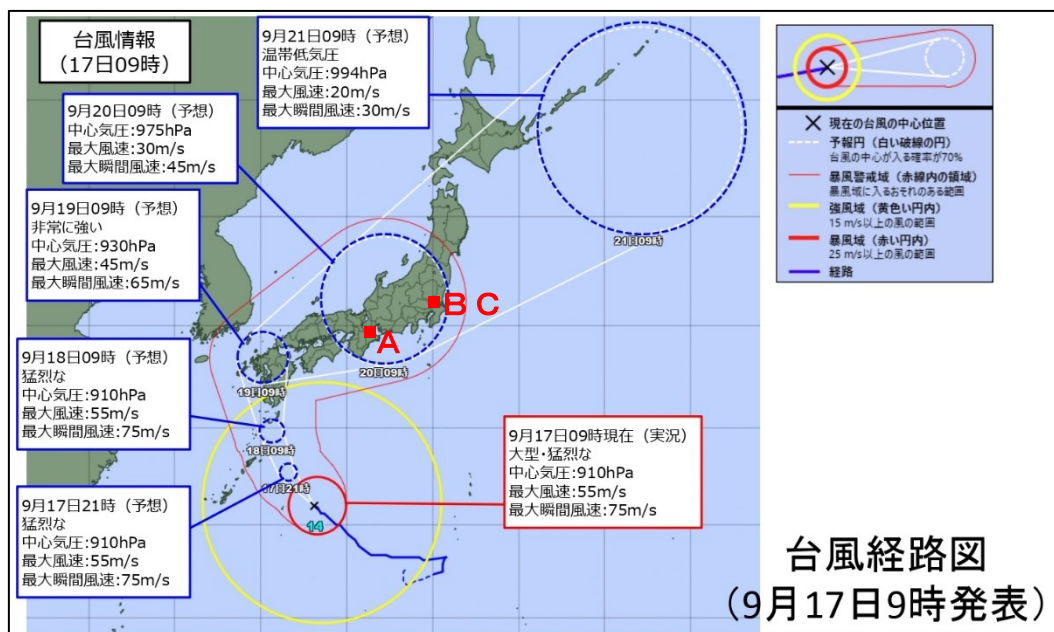 台風情報
（17日09時）
9月21日09時（予想）
温帯低気圧
中心気圧:994hPa
最大風速:20m/s
最大瞬間風速:30m/s
9月20日09時（予想）
中心気圧:975hPa
最大風速:30m/s
最大瞬間風速:45m/s
9月19日09時（予想）
非常に強い
中心気圧:930hPa
最大風速:45m/s
最大瞬間風速:65m/s
9月18日09時（予想）
猛烈な
中心気圧:910hPa
最大風速:55m/s
最大瞬間風速:75m/s
9月17日21時（予想）
猛烈な
中心気圧:910hPa
最大風速:55m/s
最大瞬間風速:75m/s
9月17日09時現在（実況）
大型・猛烈な
中心気圧:910hPa
最大風速:55m/s
最大瞬間風速:75m/s
21日09時
B C
A
20日09時
19日09時
18日09時
17日21時
14
現在の台風の中心位置
予報円（白い破線の円）
台風の中心が入る確率が70%
暴風警戒域（赤線内の領域）
暴風域に入るおそれのある範囲
強風域（黄色い円内）
15 m/s以上の風の範囲
暴風域（赤い円内）
25 m/s以上の風の範囲
経路
台風経路図
（9月17日9時発表）